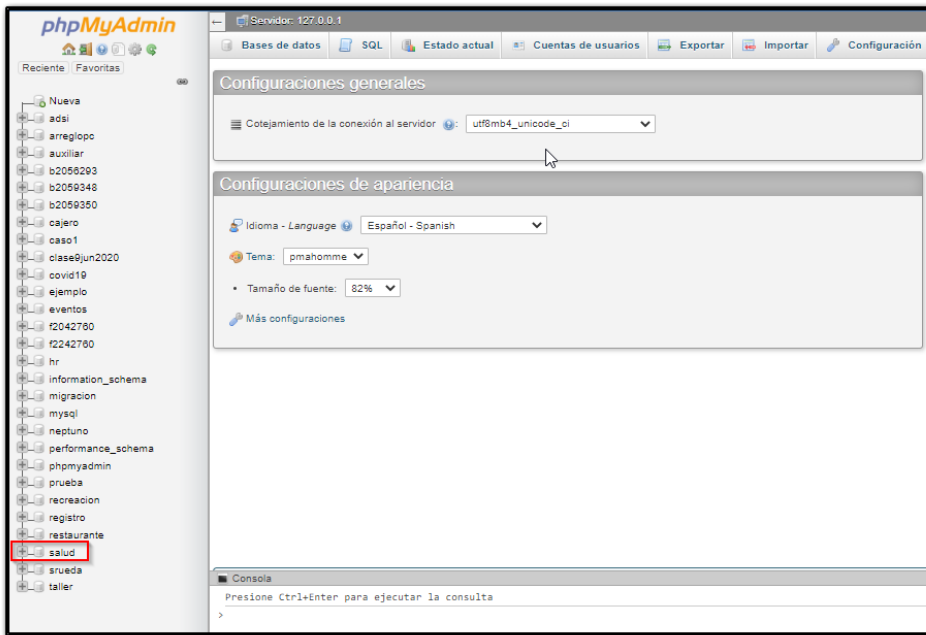 phpMyAdmin
Reciente Favoritas
Nueva
adsi
arreglopc
auxiliar
b2056293
b2059348
b2059350
cajero
caso1
clase9jun2020
covid19
ejemplo
eventos
f2042760
f2242760
hr
information_schema
migracion
mysql
neptuno
performance_schema
phpmyadmin
prueba
recreacion
registro
restaurante
salud
srueda
taller
Servidor: 127.0.0.1
Bases de datos SQL Estado actual Cuentas de usuarios Exportar Importar Configuración
Configuraciones generales
Cotejamiento de la conexión al servidor : utf8mb4_unicode_ci
Configuraciones de apariencia
Idioma - Language Español - Spanish
Tema: pmahomme
• Tamaño de fuente: 82%
Más configuraciones
Consola
Presione Ctrl+Enter para ejecutar la consulta
>